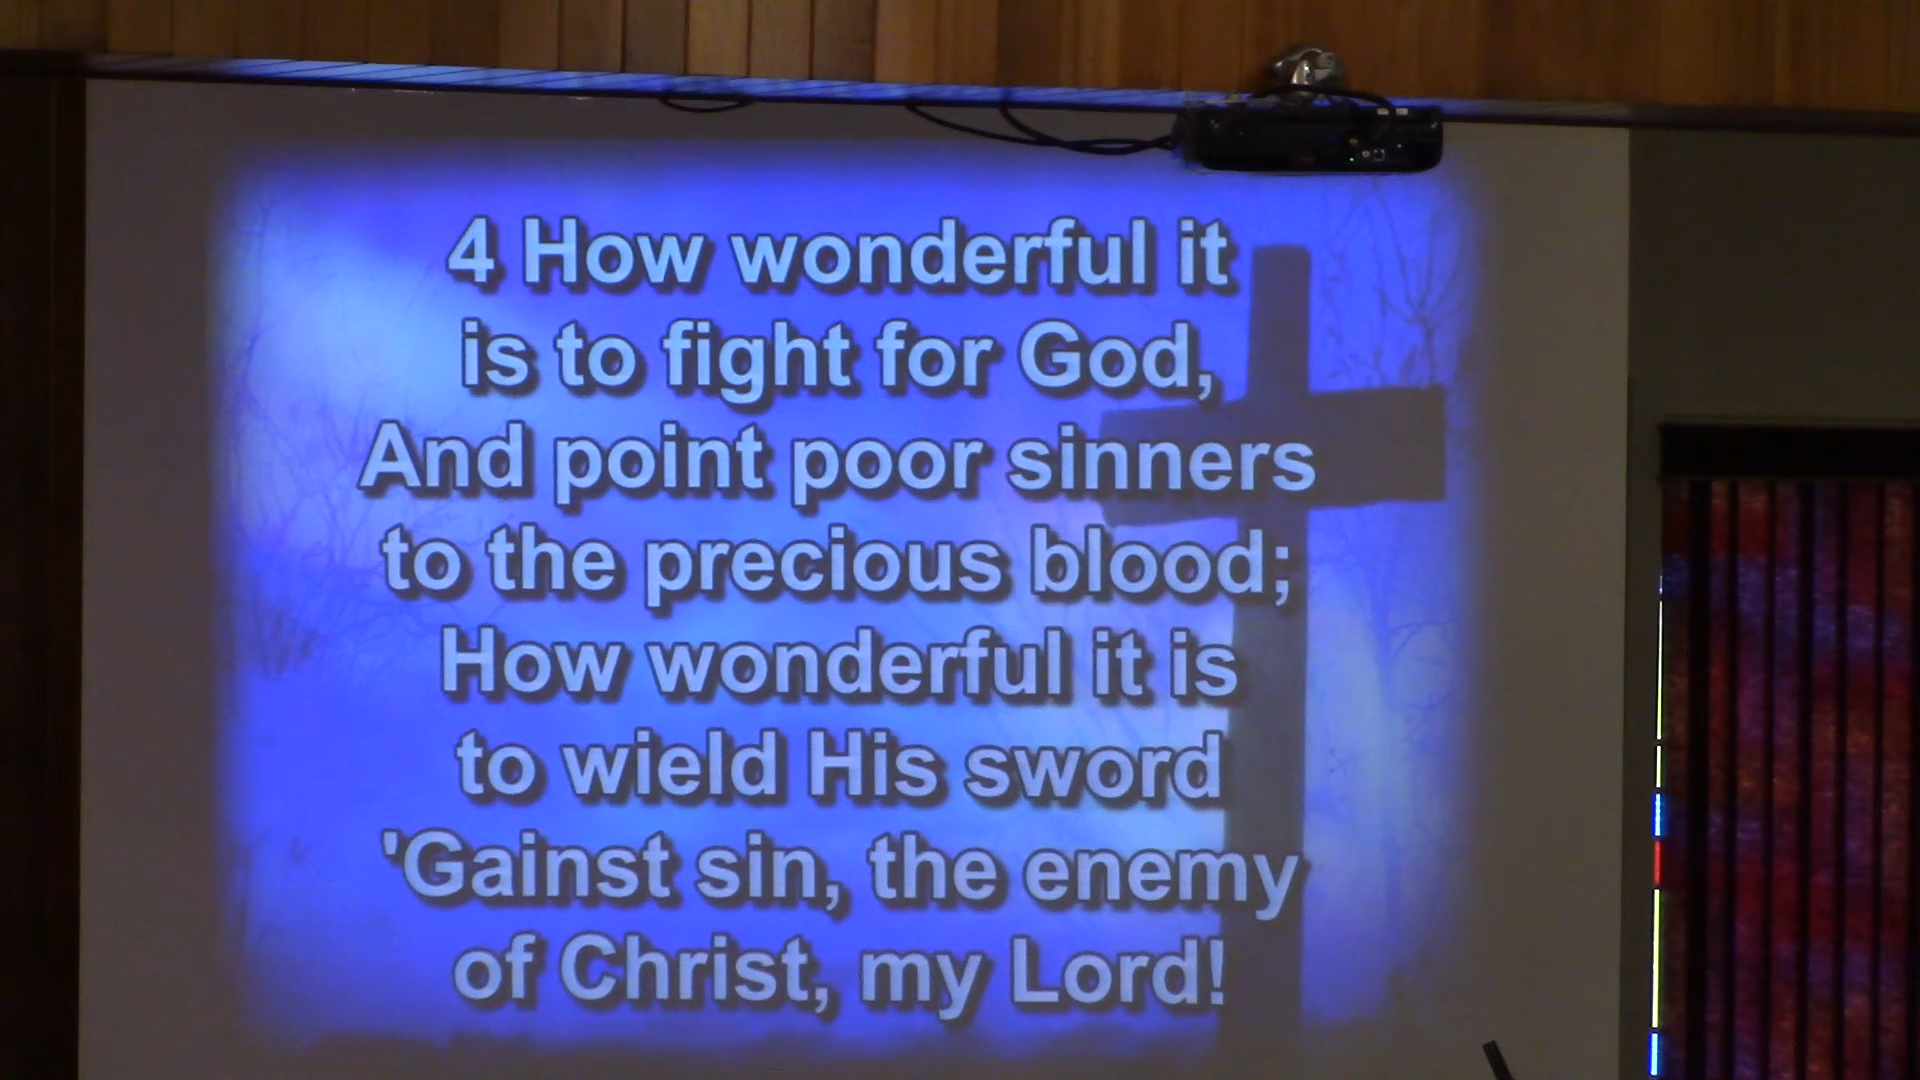 4 How wonderful it
is to fight for God,
And point poor sinners
to the precious blood;
How wonderful it is
to wield His sword
'Gainst sin, the enemy
of Christ, my Lord!